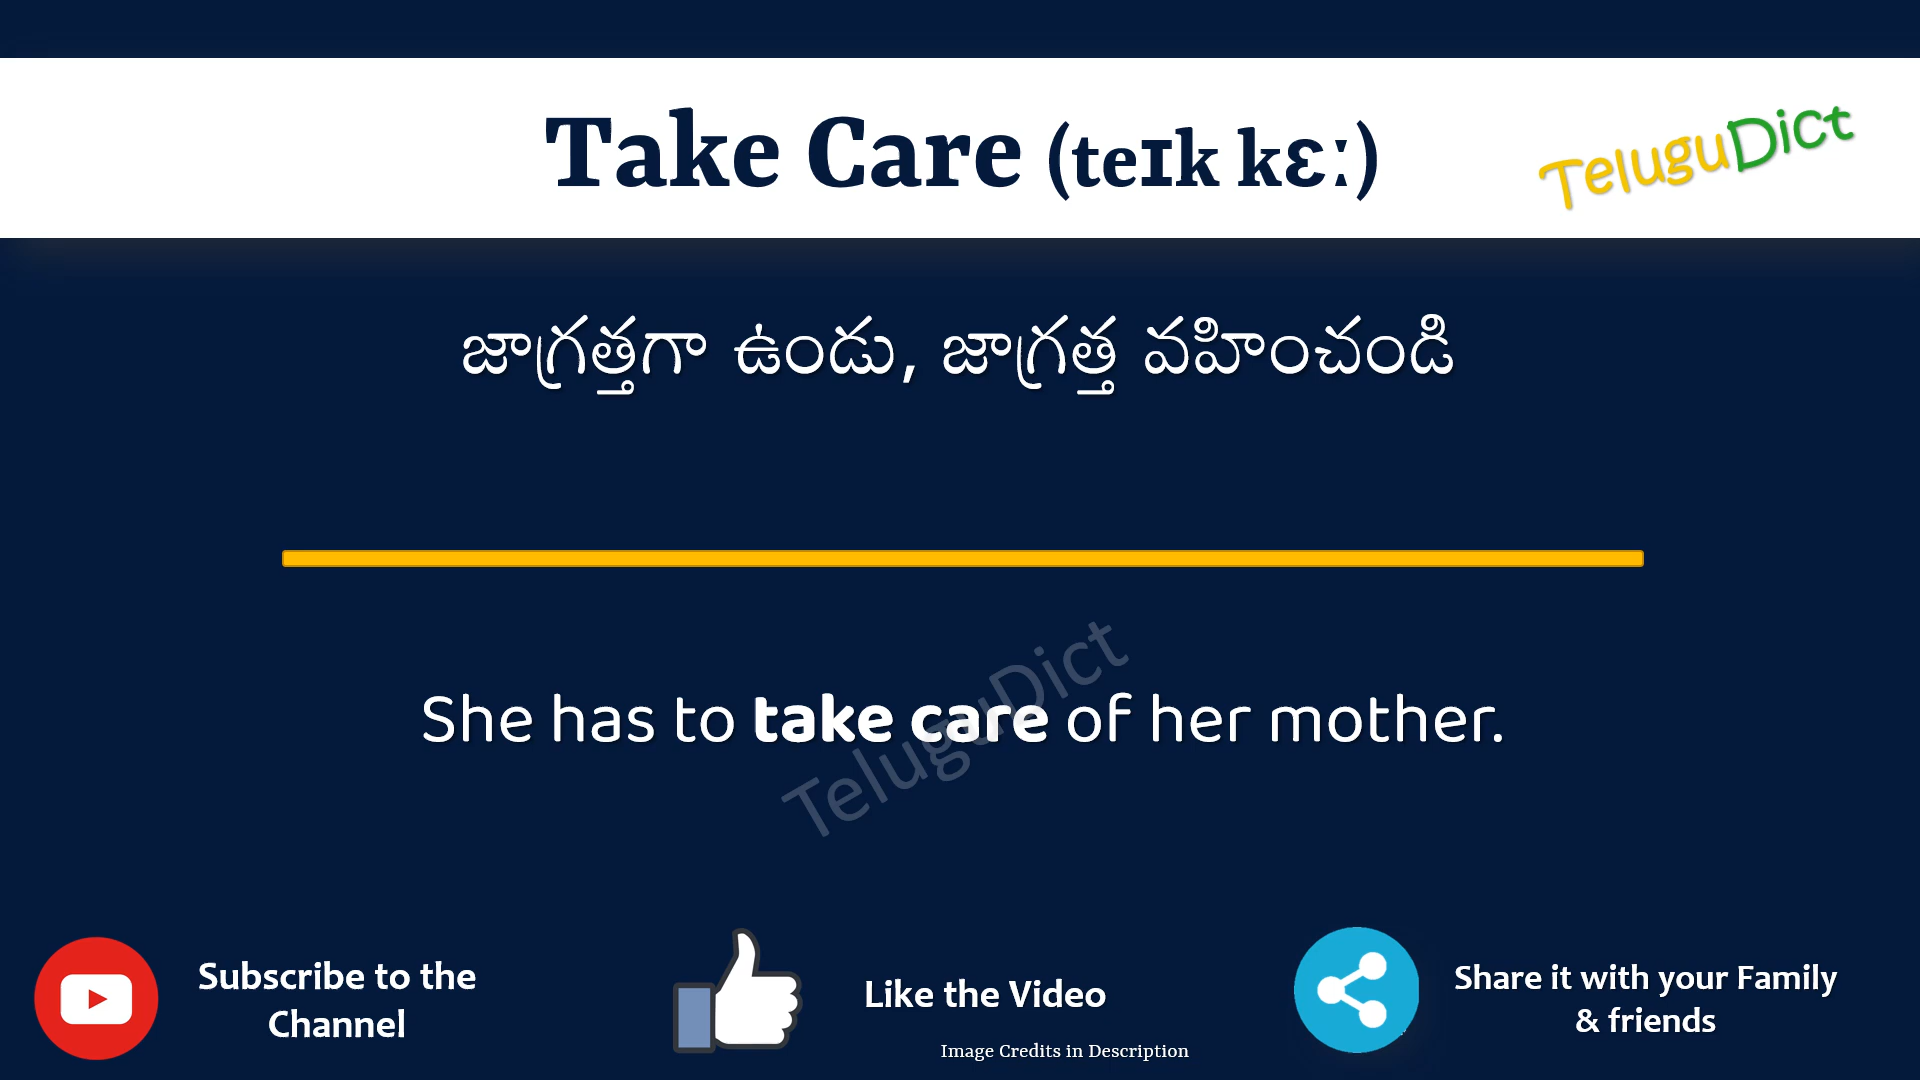 Take Care (teɪk kɛː)
TeluguDict
జాగ్రత్తగా ఉండు, జాగ్రత్త వహించండి
She has to take care of her mother.
TeluguDict
Subscribe to the
Channel
Like the Video
Share it with your Family
& friends
Image Credits in Description